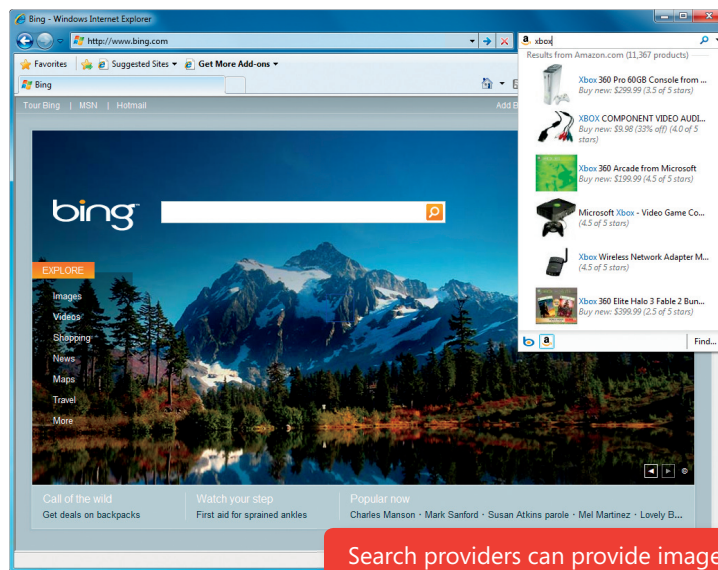 Bing - Windows Internet Explorer
http://www.bing.com
xbox
Favorites Suggested Sites Get More Add-ons
Bing
Tour Bing | MSN | Hotmail Add B
Results from Amazon.com (11,367 products)
Xbox 360 Pro 60GB Console from ...
Buy new: $299.99 (3.5 of 5 stars)
XBOX COMPONENT VIDEO AUDI...
Buy new: $9.98 (33% off) (4.0 of 5
stars)
Xbox 360 Arcade from Microsoft
Buy new: $199.99 (4.5 of 5 stars)
Microsoft Xbox - Video Game Co...
(4.5 of 5 stars)
Xbox Wireless Network Adapter M...
(4.5 of 5 stars)
Xbox 360 Elite Halo 3 Fable 2 Bun...
Buy new: $399.99 (2.5 of 5 stars)
Find...
bing
EXPLORE
Images
Videos
Shopping
News
Maps
Travel
More
Call of the wild
Get deals on backpacks
Watch your step
First aid for sprained ankles
Popular now
Charles Manson · Mark Sanford · Susan Atkins parole · Mel Martinez · Lovely B...
Search providers can provide image